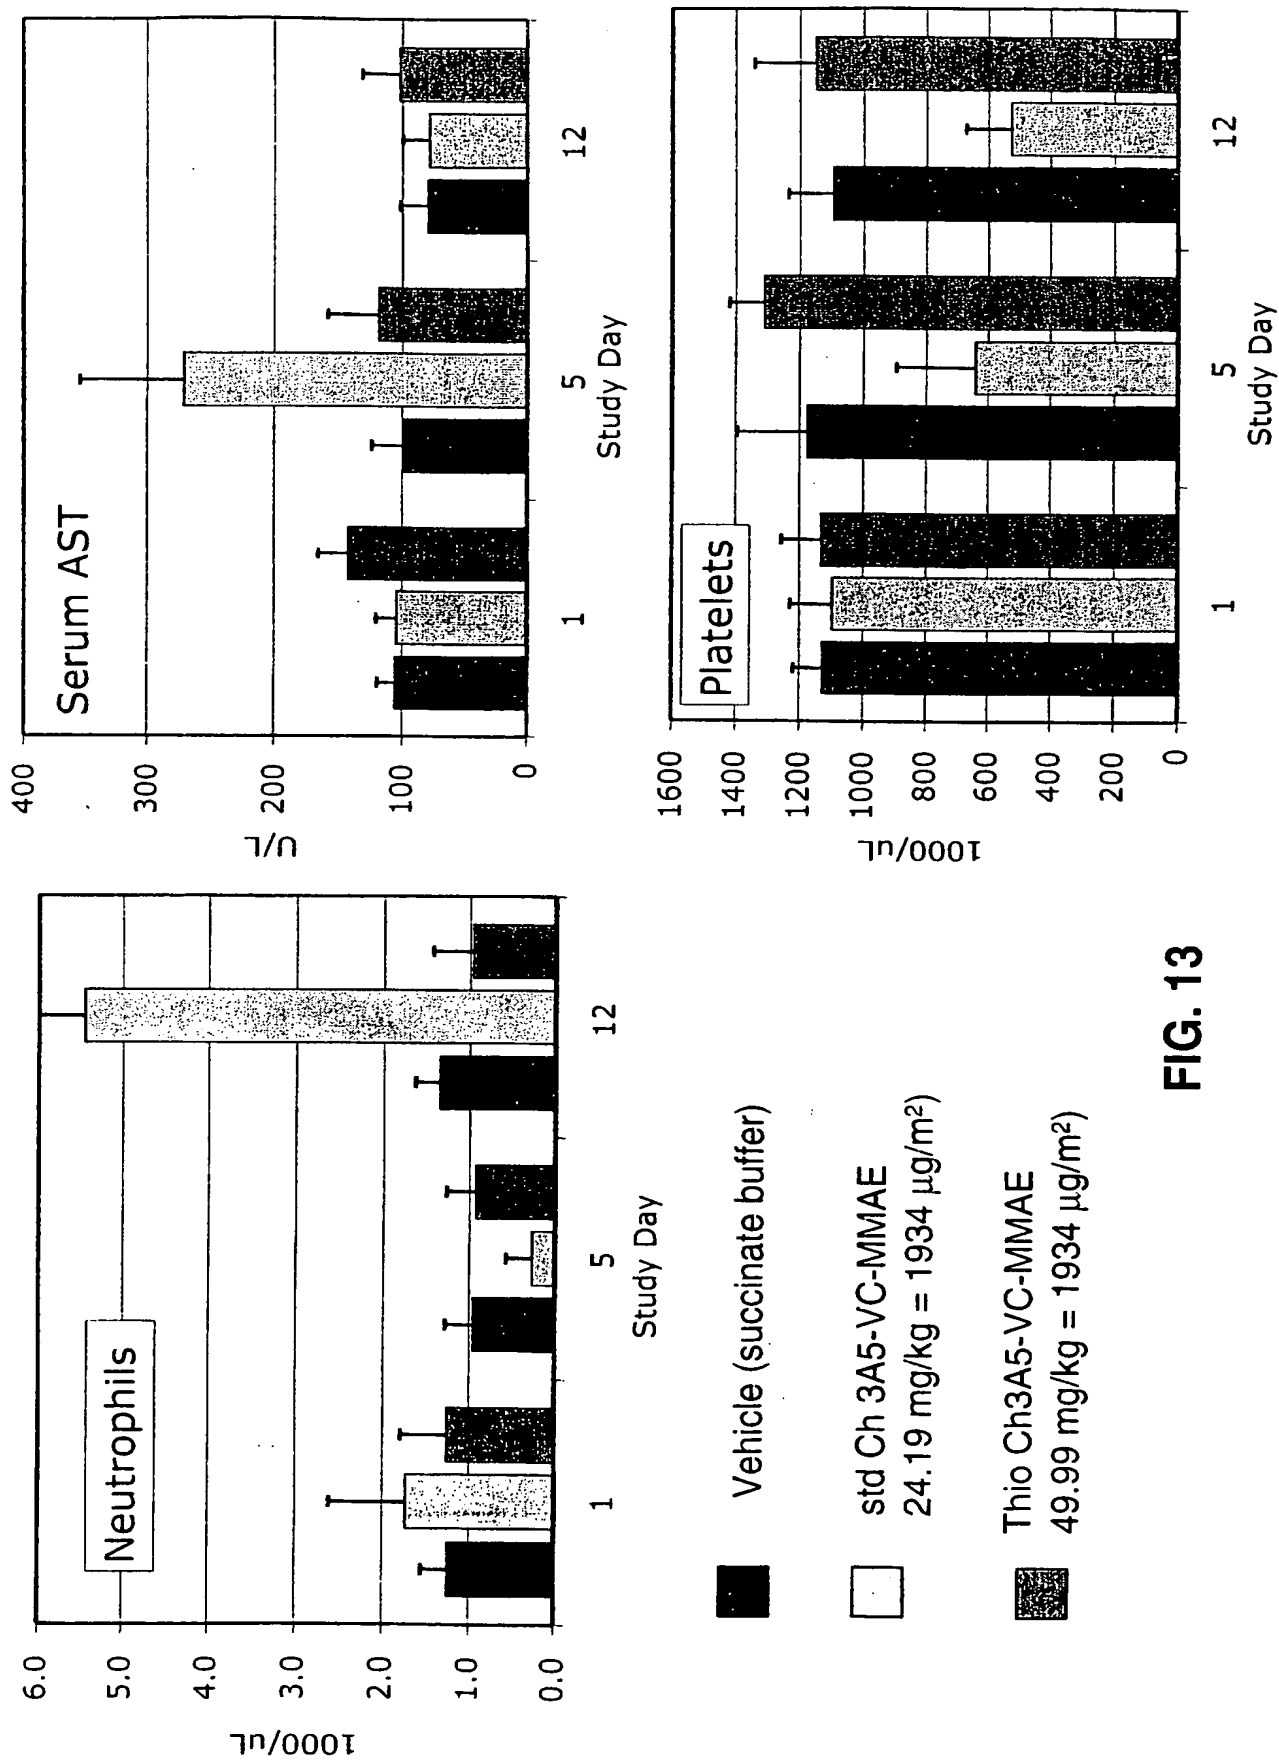 Neutrophils
6.0
5.0
4.0
3.0
2.0
1.0
0.0
1000/uL
1
5
12
Study Day
Serum AST
400
300
200
100
0
U/L
1
5
12
Study Day
Vehicle (succinate buffer)
std Ch 3A5-VC-MMAE
24.19 mg/kg = 1934 µg/m²)
Thio Ch3A5-VC-MMAE
49.99 mg/kg = 1934 µg/m²)
Platelets
1600
1400
1200
1000
800
600
400
200
0
1000/uL
1
5
12
Study Day
FIG. 13